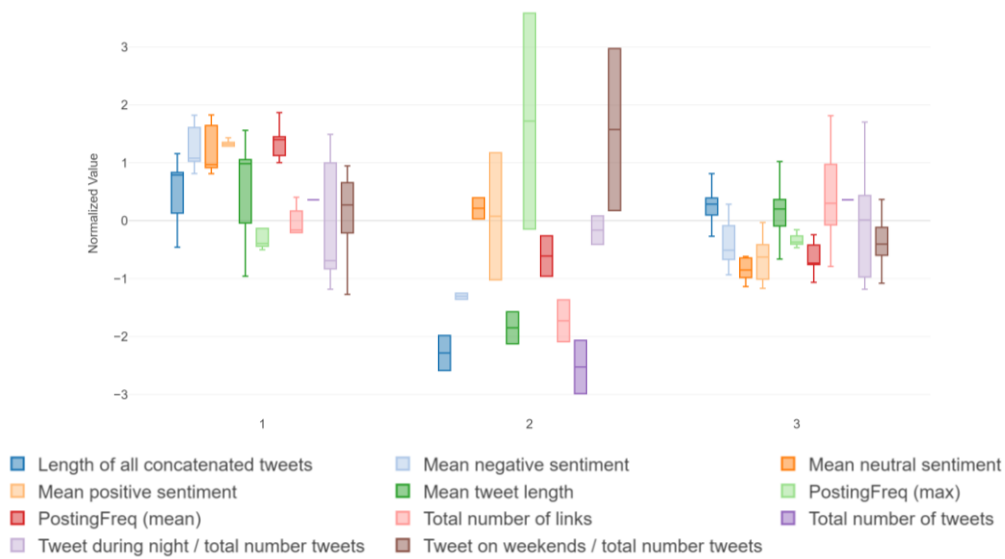 3
2
1
0
−1
−2
−3
Normalized Value
1 2 3
Length of all concatenated tweets Mean negative sentiment Mean neutral sentiment
Mean positive sentiment Mean tweet length PostingFreq (max)
PostingFreq (mean) Total number of links Total number of tweets
Tweet during night / total number tweets Tweet on weekends / total number tweets